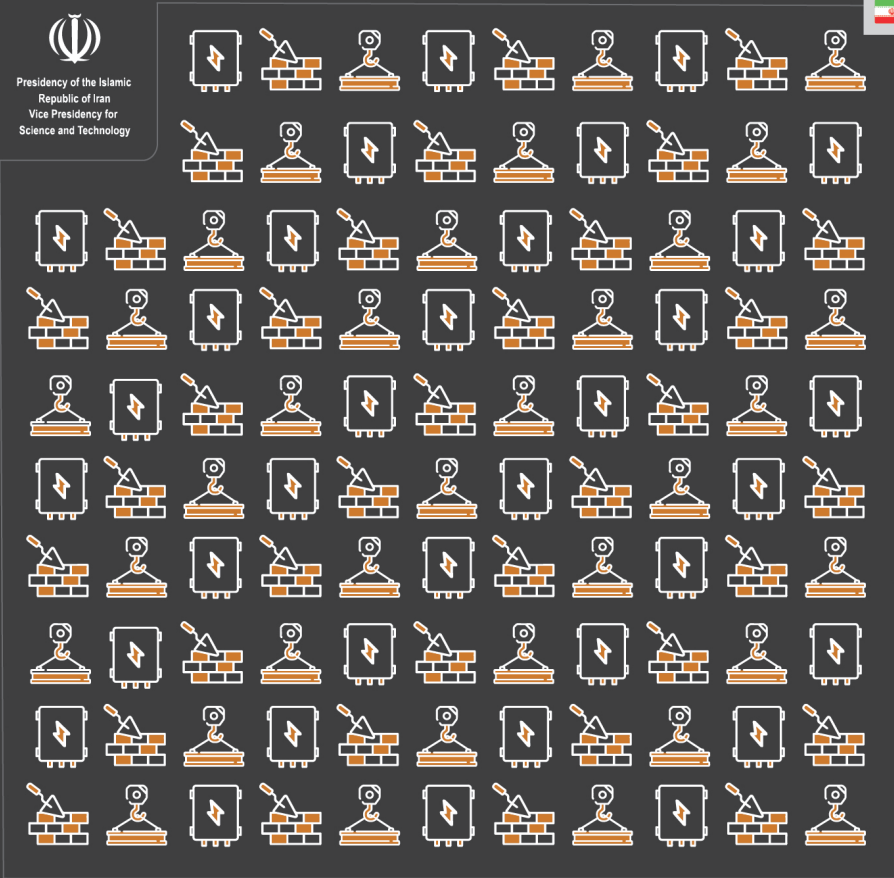 Presidency of the Islamic
Republic of Iran
Vice Presidency for
Science and Technology